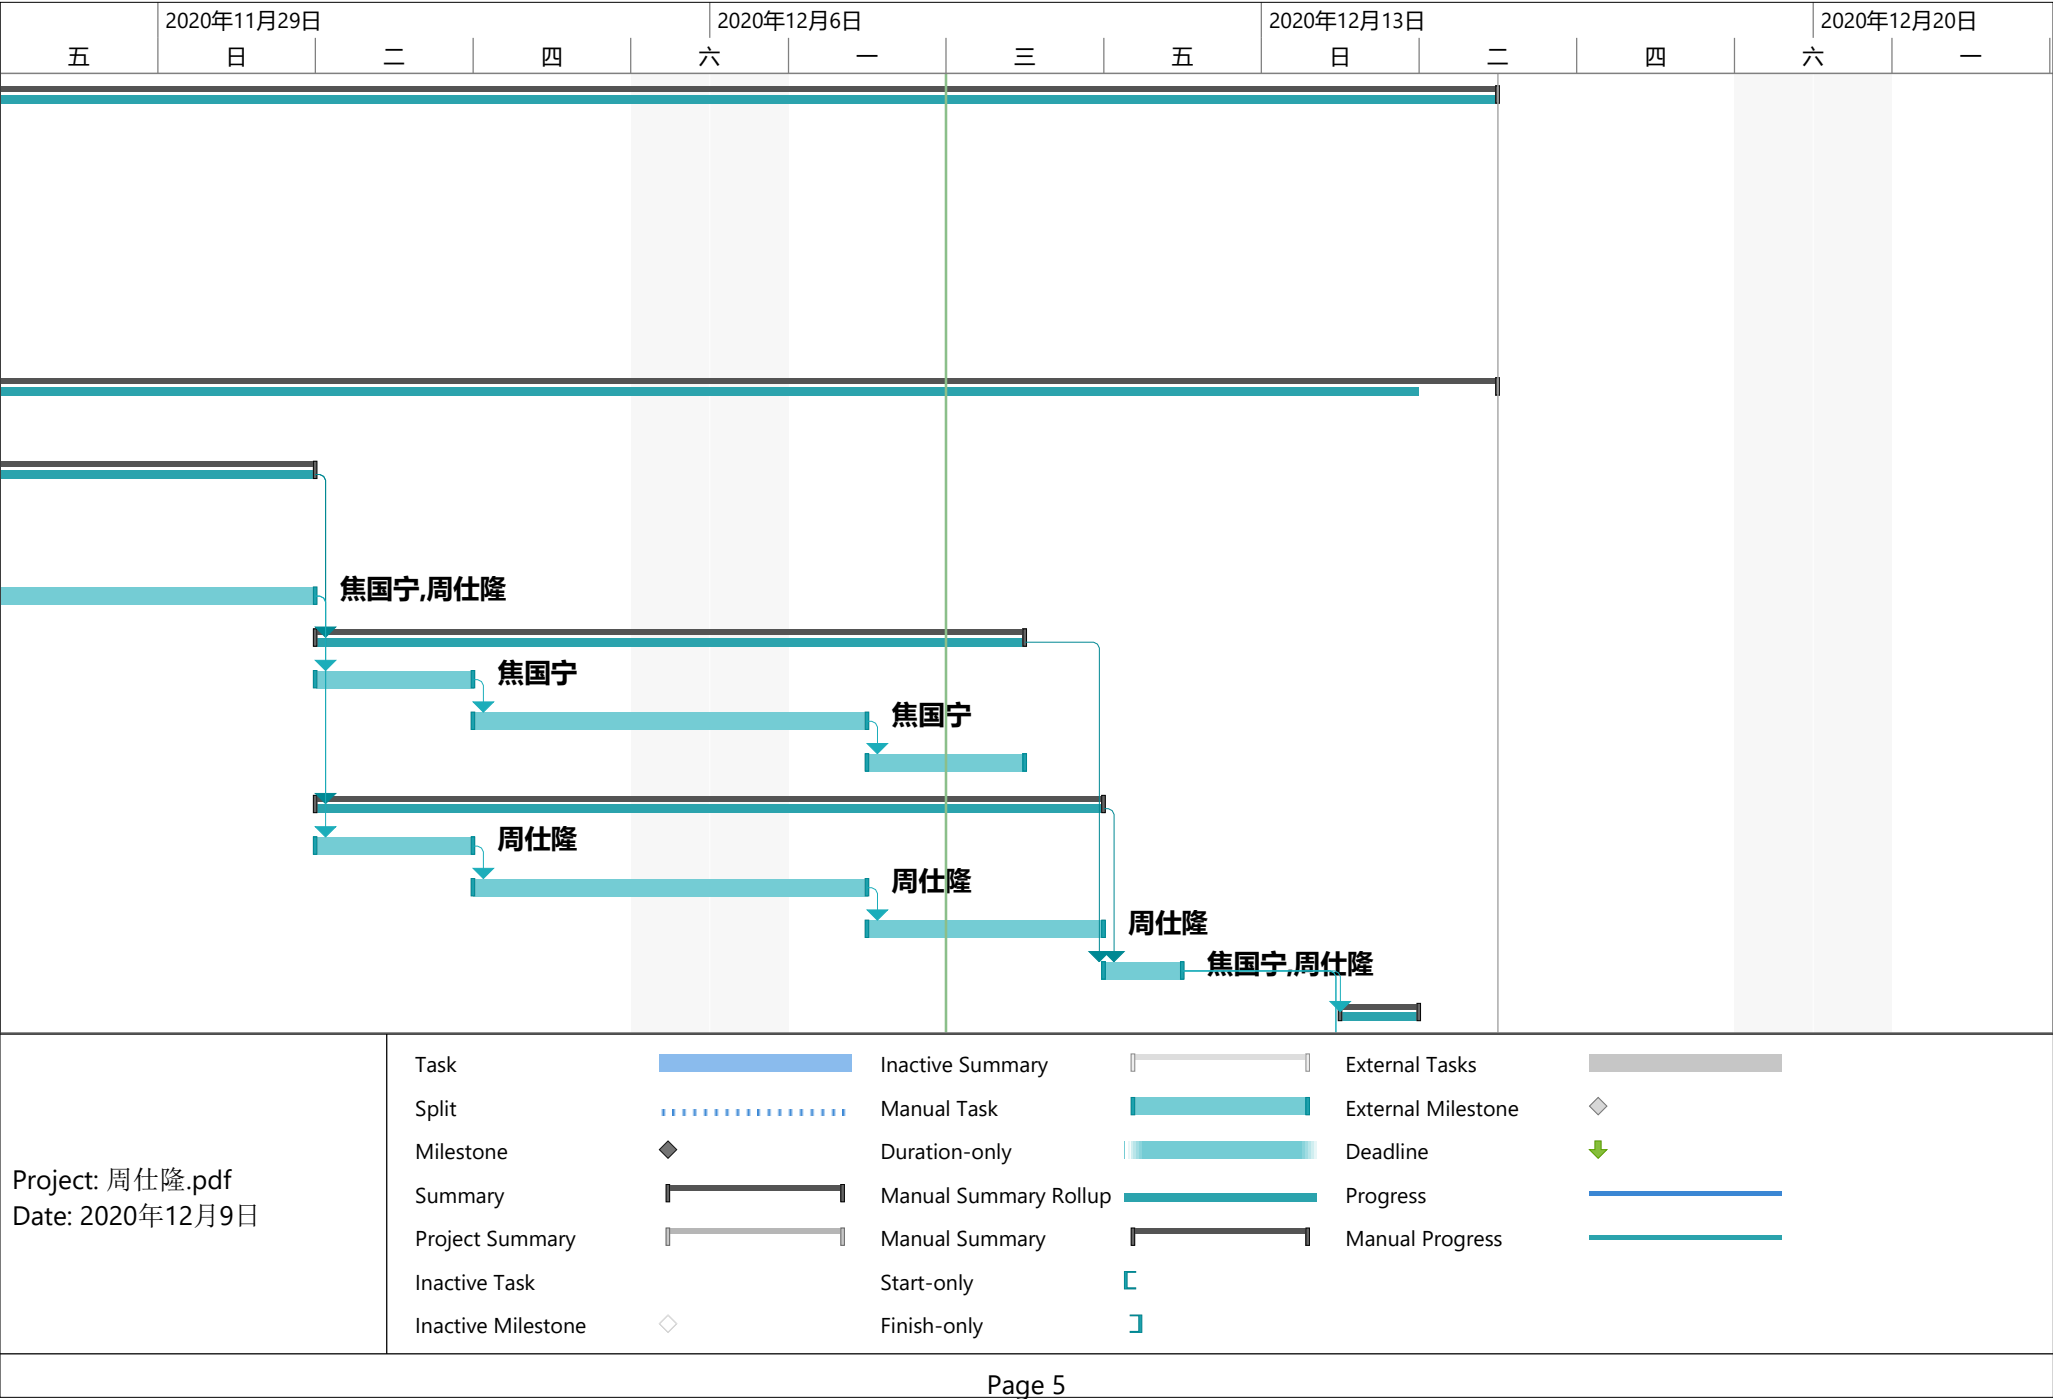 2020年11月29日 2020年12月6日 2020年12月13日 2020年12月20日
五 日 二 四 六 一 三 五 日 二 四 六 一
焦国宁,周仕隆
焦国宁
焦国宁
周仕隆
周仕隆
周仕隆
焦国宁,周仕隆
Project: 周仕隆.pdf
Date: 2020年12月9日
Task
Split
Milestone
Summary
Project Summary
Inactive Task
Inactive Milestone
Inactive Summary
Manual Task
Duration-only
Manual Summary Rollup
Manual Summary
Start-only
Finish-only
External Tasks
External Milestone
Deadline
Progress
Manual Progress
Page 5